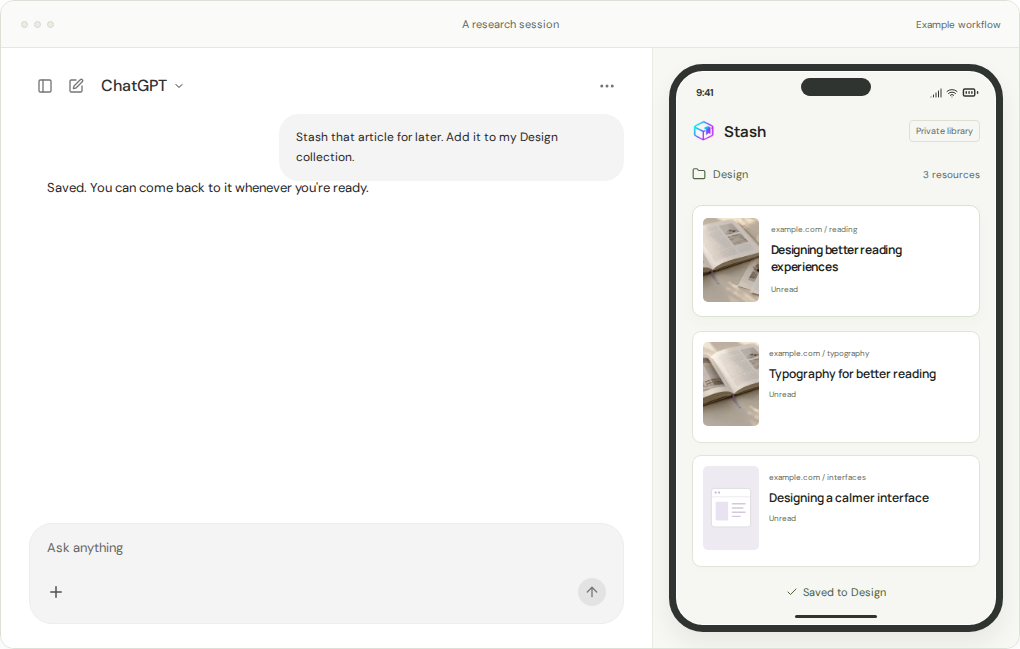 A research session
Example workflow
ChatGPT
Stash that article for later. Add it to my Design
collection.
Saved. You can come back to it whenever you're ready.
Ask anything
9:41
Stash
Private library
Design
3 resources
example.com / reading
Designing better reading
experiences
Unread
example.com / typography
Typography for better reading
Unread
example.com / interfaces
Designing a calmer interface
Unread
Saved to Design